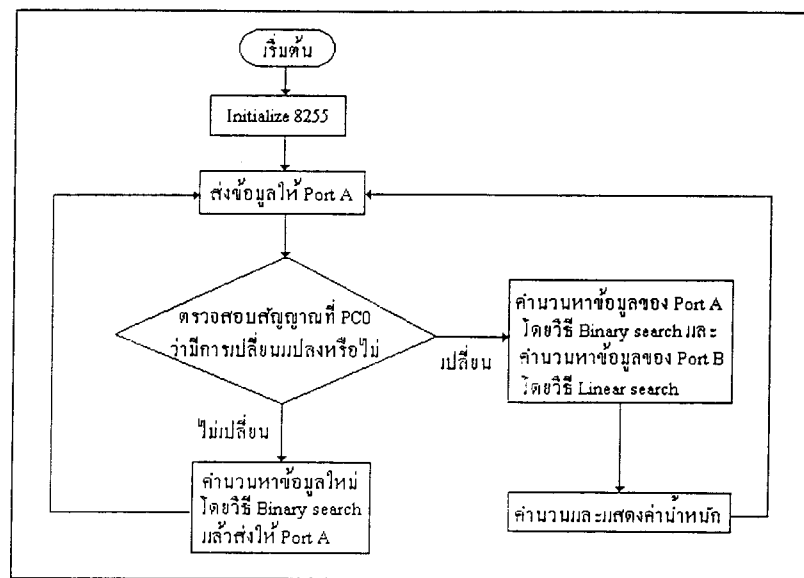 เริ่มต้น
Initialize 8255
ส่งข้อมูลให้ Port A
ตรวจสอบสัญญาณที่ PC0
ว่ามีการเปลี่ยนแปลงหรือไม่
เปลี่ยน
คำนวนหาข้อมูลของ Port A
โดยวิธี Binary search และ
คำนวนหาข้อมูลของ Port B
โดยวิธี Linear search
ไม่เปลี่ยน
คำนวนหาข้อมูลใหม่
โดยวิธี Binary search
แล้วส่งให้ Port A
คำนวนและแสดงค่าน้ำหนัก